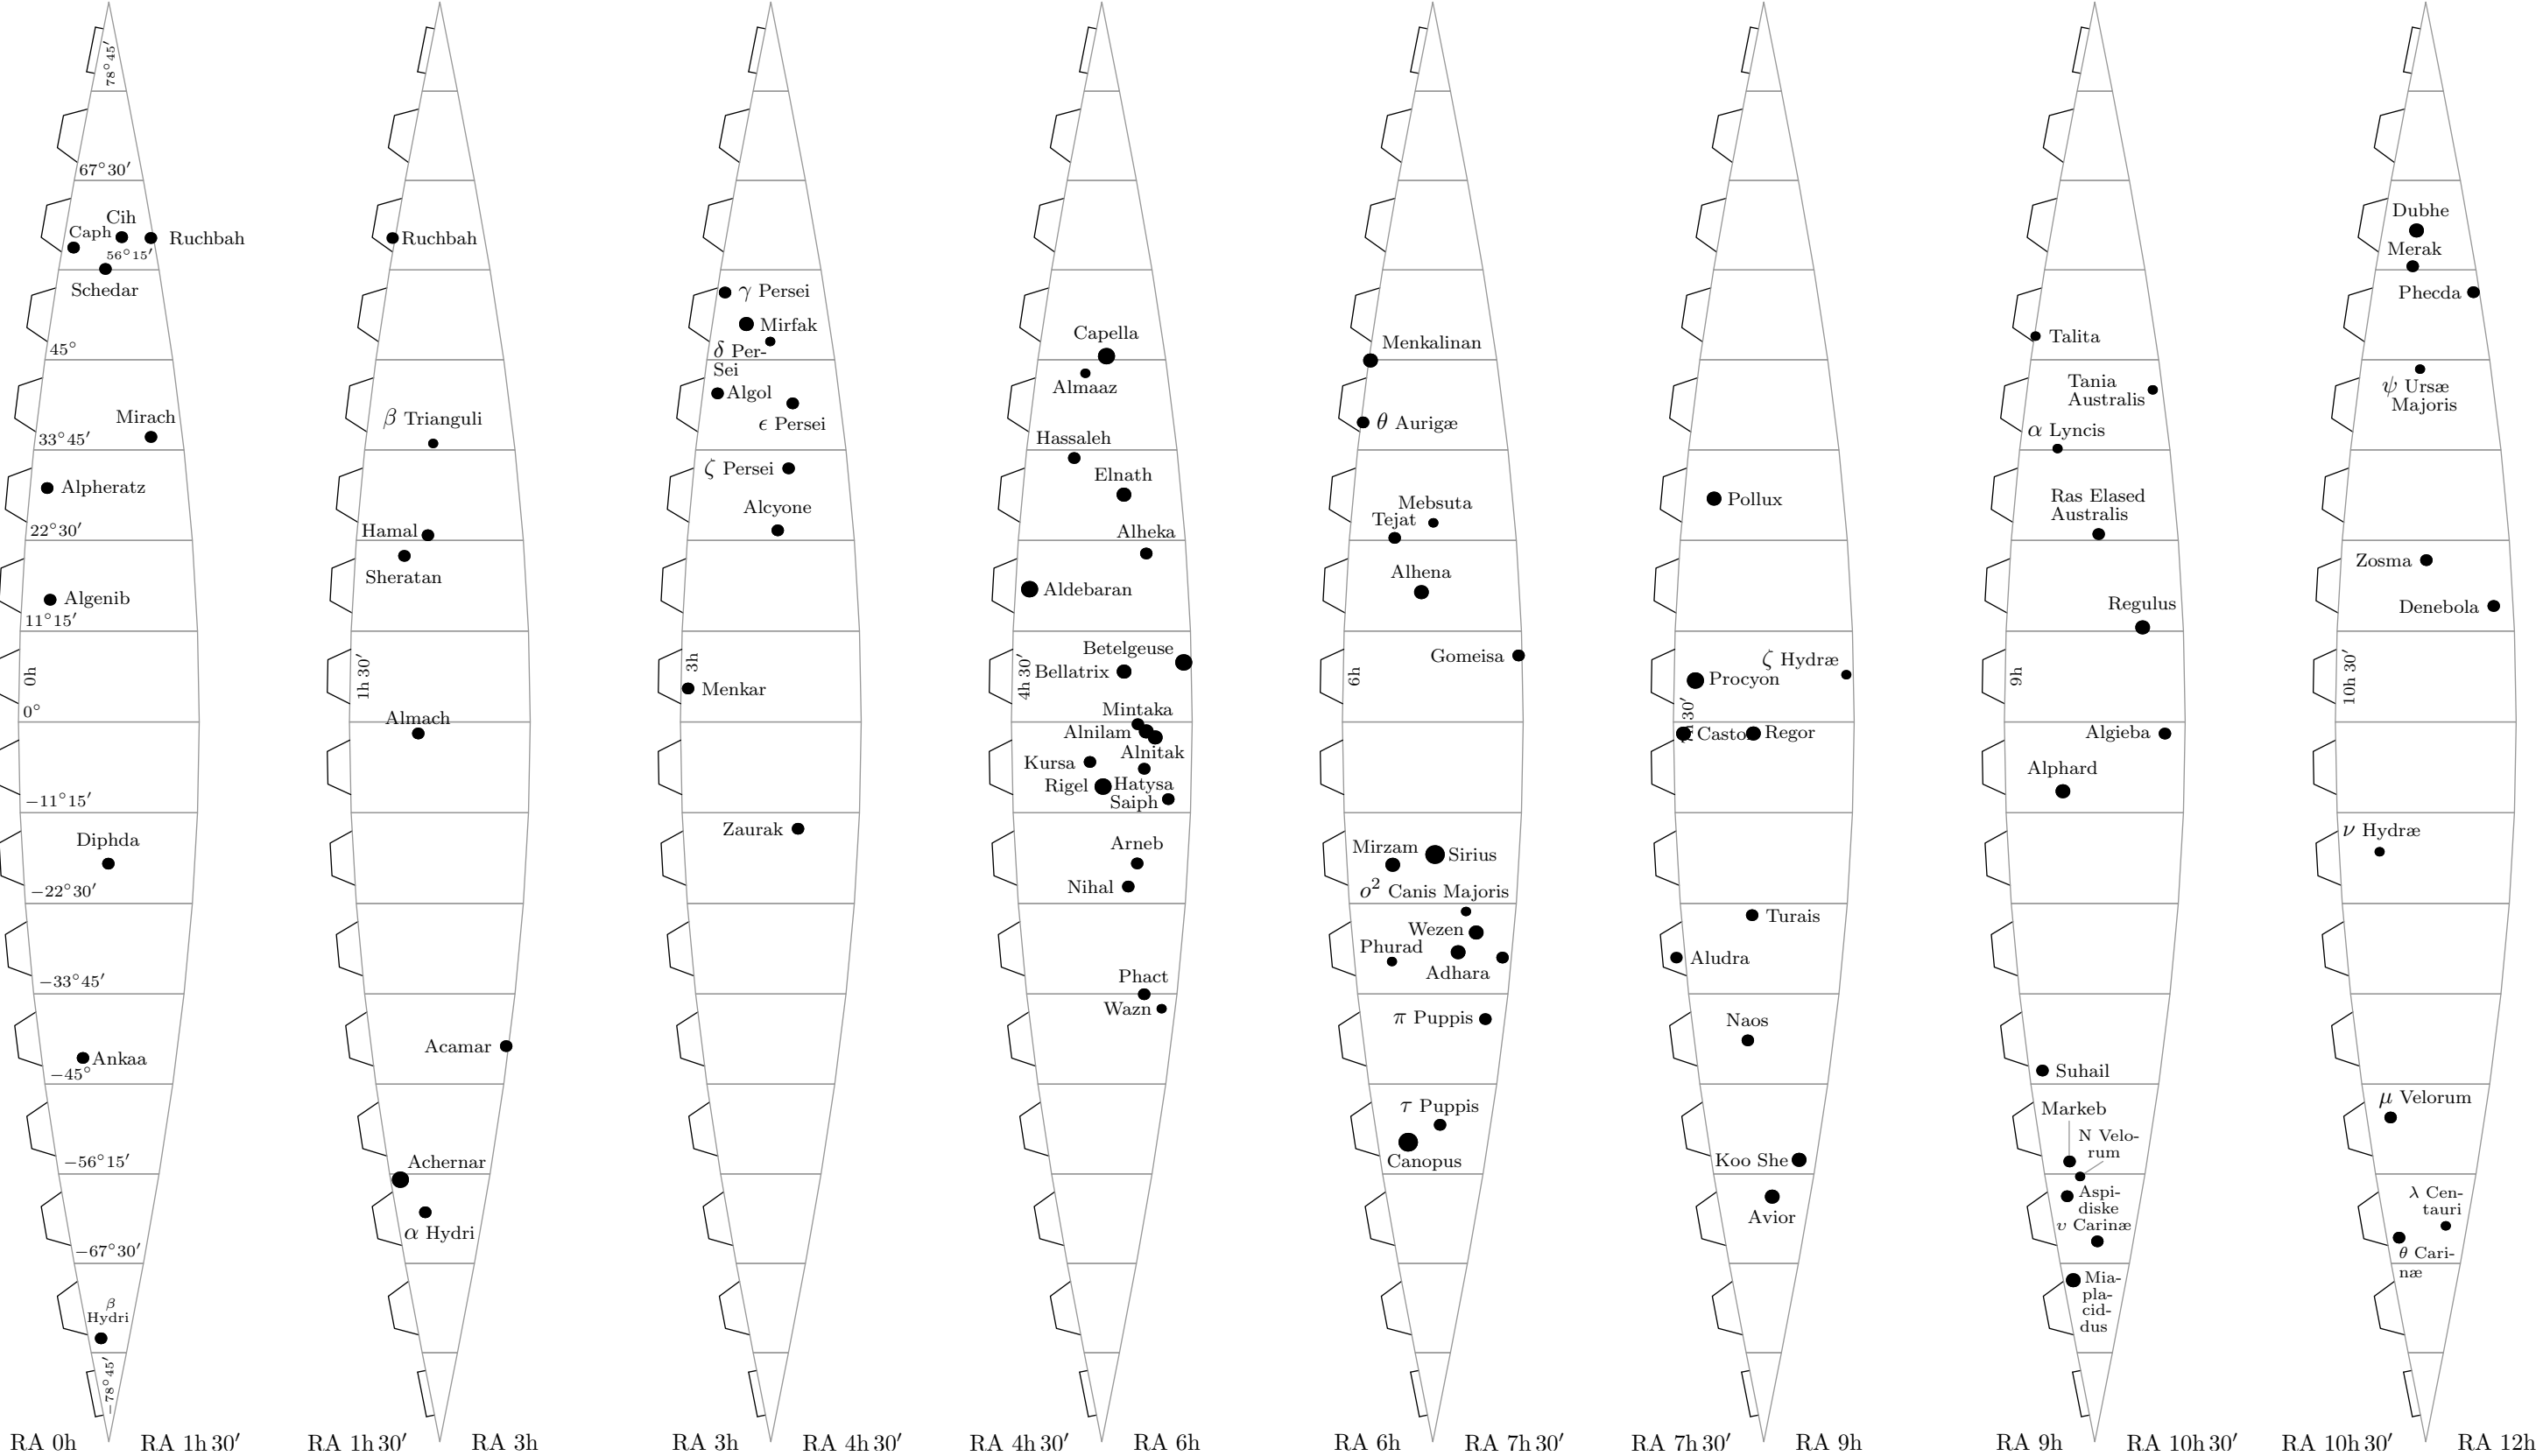 78°45′
67°30′
Cih
Caph
Ruchbah
56°15′
Schedar
45°
Mirach
33°45′
Alpheratz
22°30′
Algenib
11°15′
0h
0°
−11°15′
Diphda
−22°30′
−33°45′
Ankaa
−45°
−56°15′
−67°30′
β
Hydri
−78°45′
RA 0h
RA 1h 30′
Ruchbah
β Trianguli
Hamal
Sheratan
1h 30′
Almach
Acamar
Achernar
α Hydri
RA 1h 30′
RA 3h
γ Persei
Mirfak
δ Per-
Sei
Algol
ϵ Persei
ζ Persei
Alcyone
3h
Menkar
Zaurak
RA 3h
RA 4h 30′
Capella
Almaaz
Hassaleh
Elnath
Alheka
Aldebaran
Betelgeuse
Bellatrix
4h 30′
Mintaka
Alnilam
Alnitak
Kursa
Rigel
Hatysa
Saiph
Arneb
Nihal
Phact
Wazn
RA 4h 30′
RA 6h
Menkalinan
θ Aurigæ
Mebsuta
Tejat
Alhena
Gomeisa
6h
Mirzam
Sirius
o² Canis Majoris
Wezen
Phurad
Adhara
π Puppis
τ Puppis
Canopus
RA 6h
RA 7h 30′
Pollux
ζ Hydræ
Procyon
30′
Casto
Regor
Turais
Aludra
Naos
Koo She
Avior
RA 7h 30′
RA 9h
Talita
Tania
Australis
α Lyncis
Ras Elased
Australis
Regulus
9h
Algieba
Alphard
Suhail
Markeb
N Velo-
rum
Aspi-
diske
υ Carinæ
Mia-
pla-
cid-
dus
RA 9h
RA 10h 30′
Dubhe
Merak
Phecda
ψ Ursæ
Majoris
Zosma
Denebola
10h 30′
ν Hydræ
μ Velorum
λ Cen-
tauri
θ Cari-
næ
RA 10h 30′
RA 12h